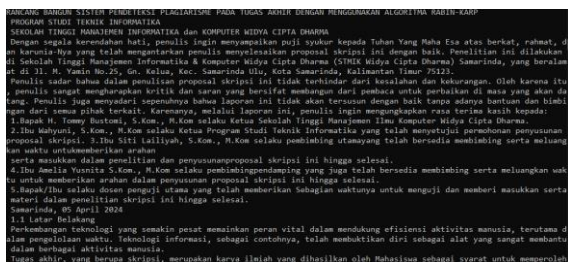 RANCANG BANGUN SISTEM PENDETEKSI PLAGIARISME PADA TUGAS AKHIR DENGAN MENGGUNAKAN ALGORITMA RABIN-KARP
PROGRAM STUDI TEKNIK INFORMATIKA
SEKOLAH TINGGI MANAJEMEN INFORMATIKA dan KOMPUTER WIDYA CIPTA DHARMA
Dengan segala kerendahan hati, penulis ingin menyampaikan puji syukur kepada Tuhan Yang Maha Esa atas berkat, rahmat, d
an karunia-Nya yang telah mengantarkan penulis menyelesaikan proposal skripsi ini dengan baik. Penelitian ini dilakukan
di Sekolah Tinggi Manajemen Informatika & Komputer Widya Cipta Dharma (STMIK Widya Cipta Dharma) Samarinda, yang beralam
at di Jl. M. Yamin No.25, Gn. Kelua, Kec. Samarinda Ulu, Kota Samarinda, Kalimantan Timur 75123.
Penulis sadar bahwa dalam penulisan proposal skripsi ini tidak terhindar dari kesalahan dan kekurangan. Oleh karena itu
, penulis sangat mengharapkan kritik dan saran yang bersifat membangun dari pembaca untuk perbaikan di masa yang akan da
tang. Penulis juga menyadari sepenuhnya bahwa laporan ini tidak akan tersusun dengan baik tanpa adanya bantuan dan bimbi
ngan dari semua pihak terkait. Karenanya, melalui laporan ini, penulis ingin mengungkapkan rasa terima kasih kepada:
1.Bapak H. Tommy Bustomi, S.Kom., M.Kom selaku Ketua Sekolah Tinggi Manajemen Ilmu Komputer Widya Cipta Dharma.
2.Ibu Wahyuni, S.Kom., M.Kom selaku Ketua Program Studi Teknik Informatika yang telah menyetujui permohonan penyusunan
proposal skripsi. 3.Ibu Siti Lailiyah, S.Kom., M.Kom selaku pembimbing utamayang telah bersedia membimbing serta meluang
kan waktu untukmemberikan arahan
serta masukkan dalam penelitian dan penyusunanproposal skripsi ini hingga selesai.
4.Ibu Amelia Yusnita S.Kom., M.Kom selaku pembimbingpendamping yang juga telah bersedia membimbing serta meluangkan wak
tu untuk memberikan arahan dalam penyusunan proposal skripsi ini hingga selesai.
5.Bapak/Ibu selaku dosen penguji utama yang telah memberikan Sebagian waktunya untuk menguji dan memberi masukkan serta
materi dalam penelitian skripsi ini hingga selesai.
Samarinda, 05 April 2024
1.1 Latar Belakang
Perkembangan teknologi yang semakin pesat memainkan peran vital dalam mendukung efisiensi aktivitas manusia, terutama d
alam pengelolaan waktu. Teknologi informasi, sebagai contohnya, telah membuktikan diri sebagai alat yang sangat membantu
dalam berbagai aktivitas manusia.
Tugas akhir, yang berupa skripsi, merupakan karya ilmiah yang dihasilkan oleh Mahasiswa sebagai syarat untuk memperoleh